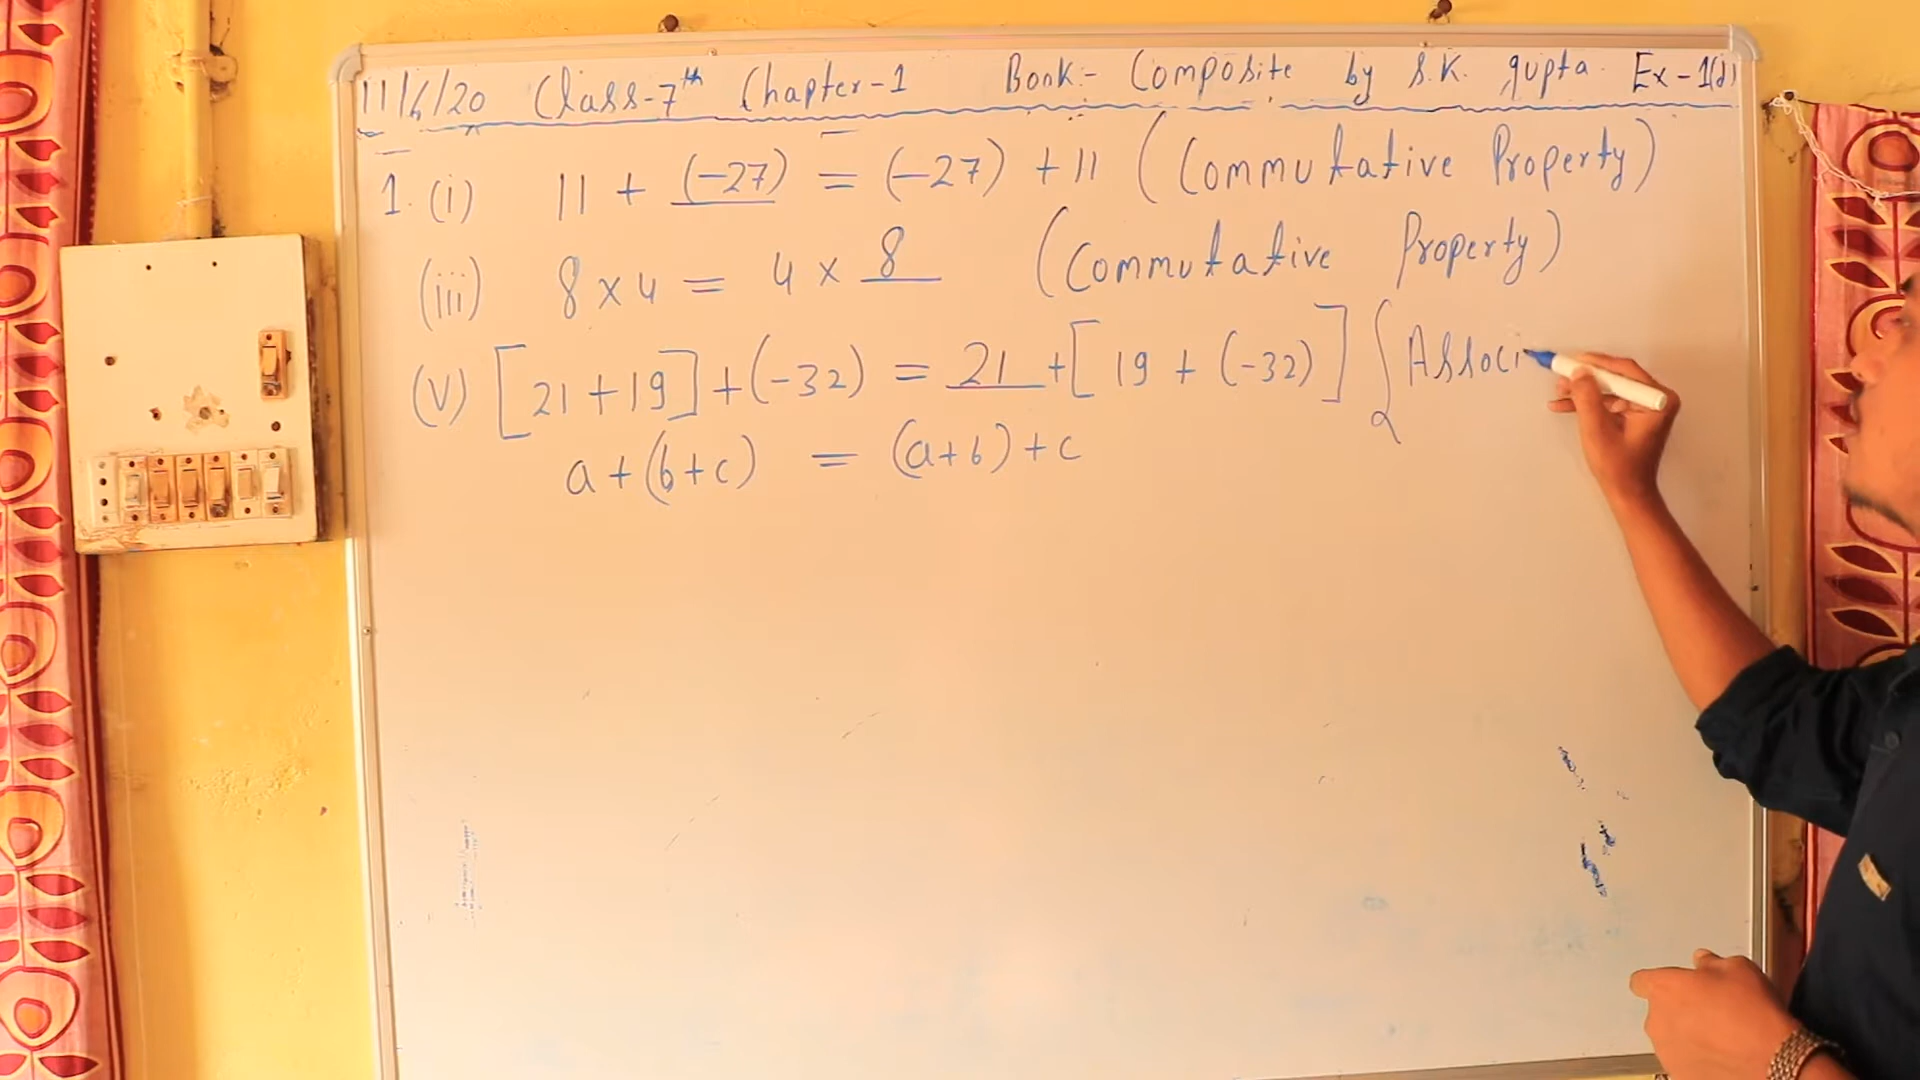 11/6/20 Class-7th Chapter-1 Book:- Composite by S.K. gupta. Ex-1(d)
1. (i) 11 + (-27) = (-27) + 11 (Commutative Property)
(iii) 8 × 4 = 4 × 8 (Commutative Property)
(v) [21+19]+(-32) = 21 +[19 + (-32)] (Associ
a+(b+c) = (a+b)+c